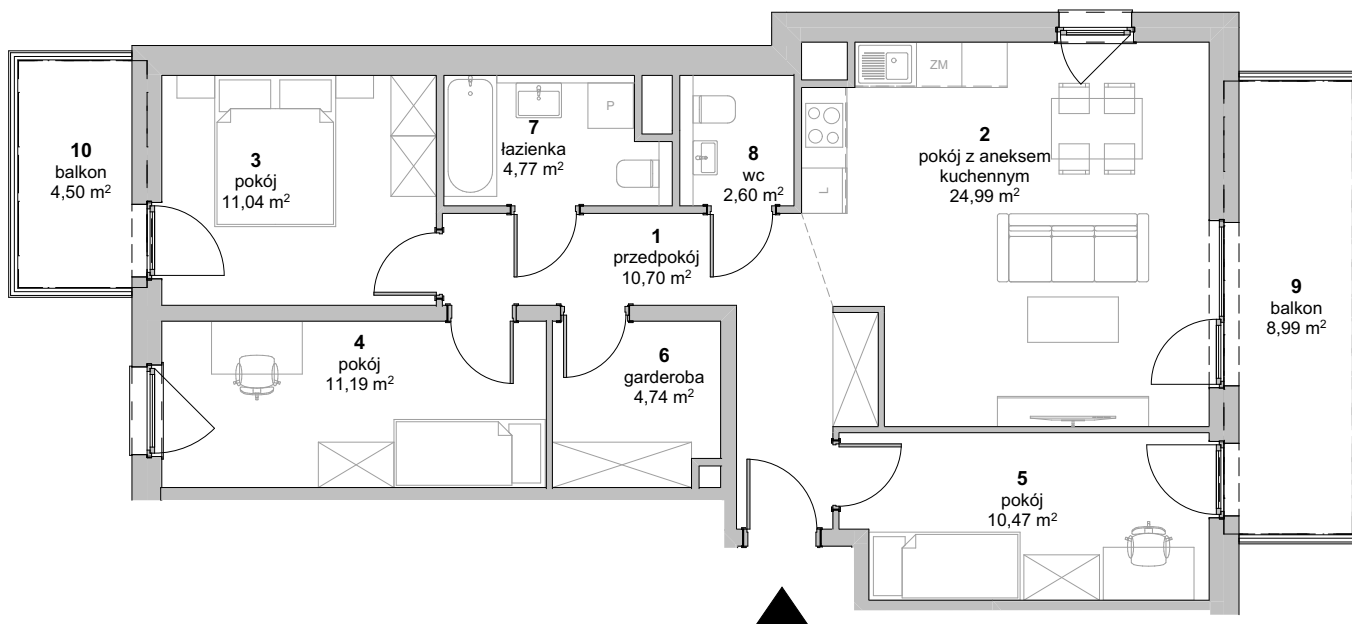 10
balkon
4,50 m²
3
pokój
11,04 m²
7
łazienka
4,77 m²
P
8
wc
2,60 m²
ZM
L
2
pokój z aneksem
kuchennym
24,99 m²
1
przedpokój
10,70 m²
9
balkon
8,99 m²
4
pokój
11,19 m²
6
garderoba
4,74 m²
5
pokój
10,47 m²